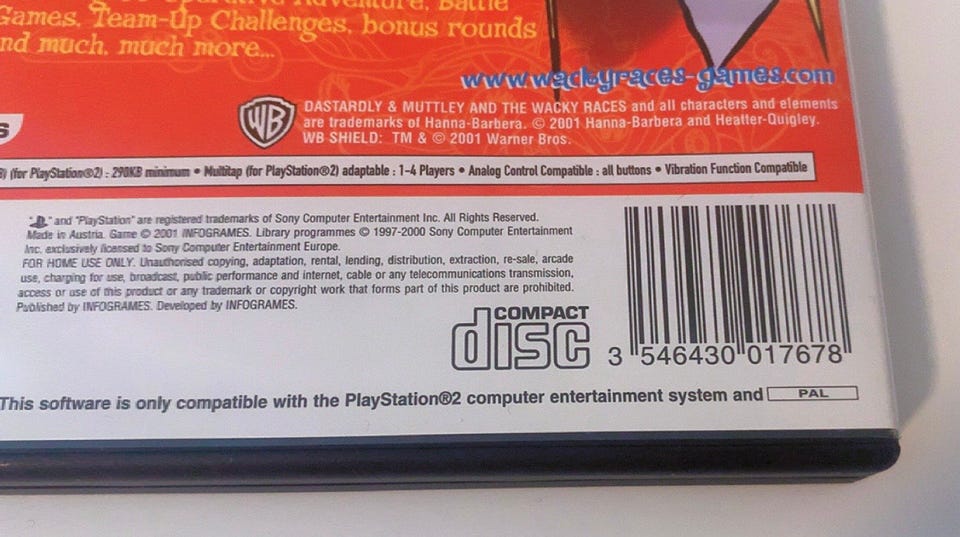 Adventure, Battle
Games, Team-Up Challenges, bonus rounds
nd much, much more...
www.wackyraces-games.com
WB
DASTARDLY & MUTTLEY AND THE WACKY RACES and all characters and elements
are trademarks of Hanna-Barbera. © 2001 Hanna-Barbera and Heatter-Quigley.
WB SHIELD: TM & © 2001 Warner Bros.
S
) (for PlayStation®2) : 290KB minimum • Multitap (for PlayStation®2) adaptable : 1-4 Players • Analog Control Compatible : all buttons • Vibration Function Compatible
" " and "PlayStation" are registered trademarks of Sony Computer Entertainment Inc. All Rights Reserved.
Made in Austria. Game © 2001 INFOGRAMES. Library programmes © 1997-2000 Sony Computer Entertainment
Inc. exclusively licensed to Sony Computer Entertainment Europe.
FOR HOME USE ONLY. Unauthorised copying, adaptation, rental, lending, distribution, extraction, re-sale, arcade
use, charging for use, broadcast, public performance and internet, cable or any telecommunications transmission,
access or use of this product or any trademark or copyright work that forms part of this product are prohibited.
Published by INFOGRAMES. Developed by INFOGRAMES.
COMPACT
disc
3 546430 017678
This software is only compatible with the PlayStation®2 computer entertainment system and PAL